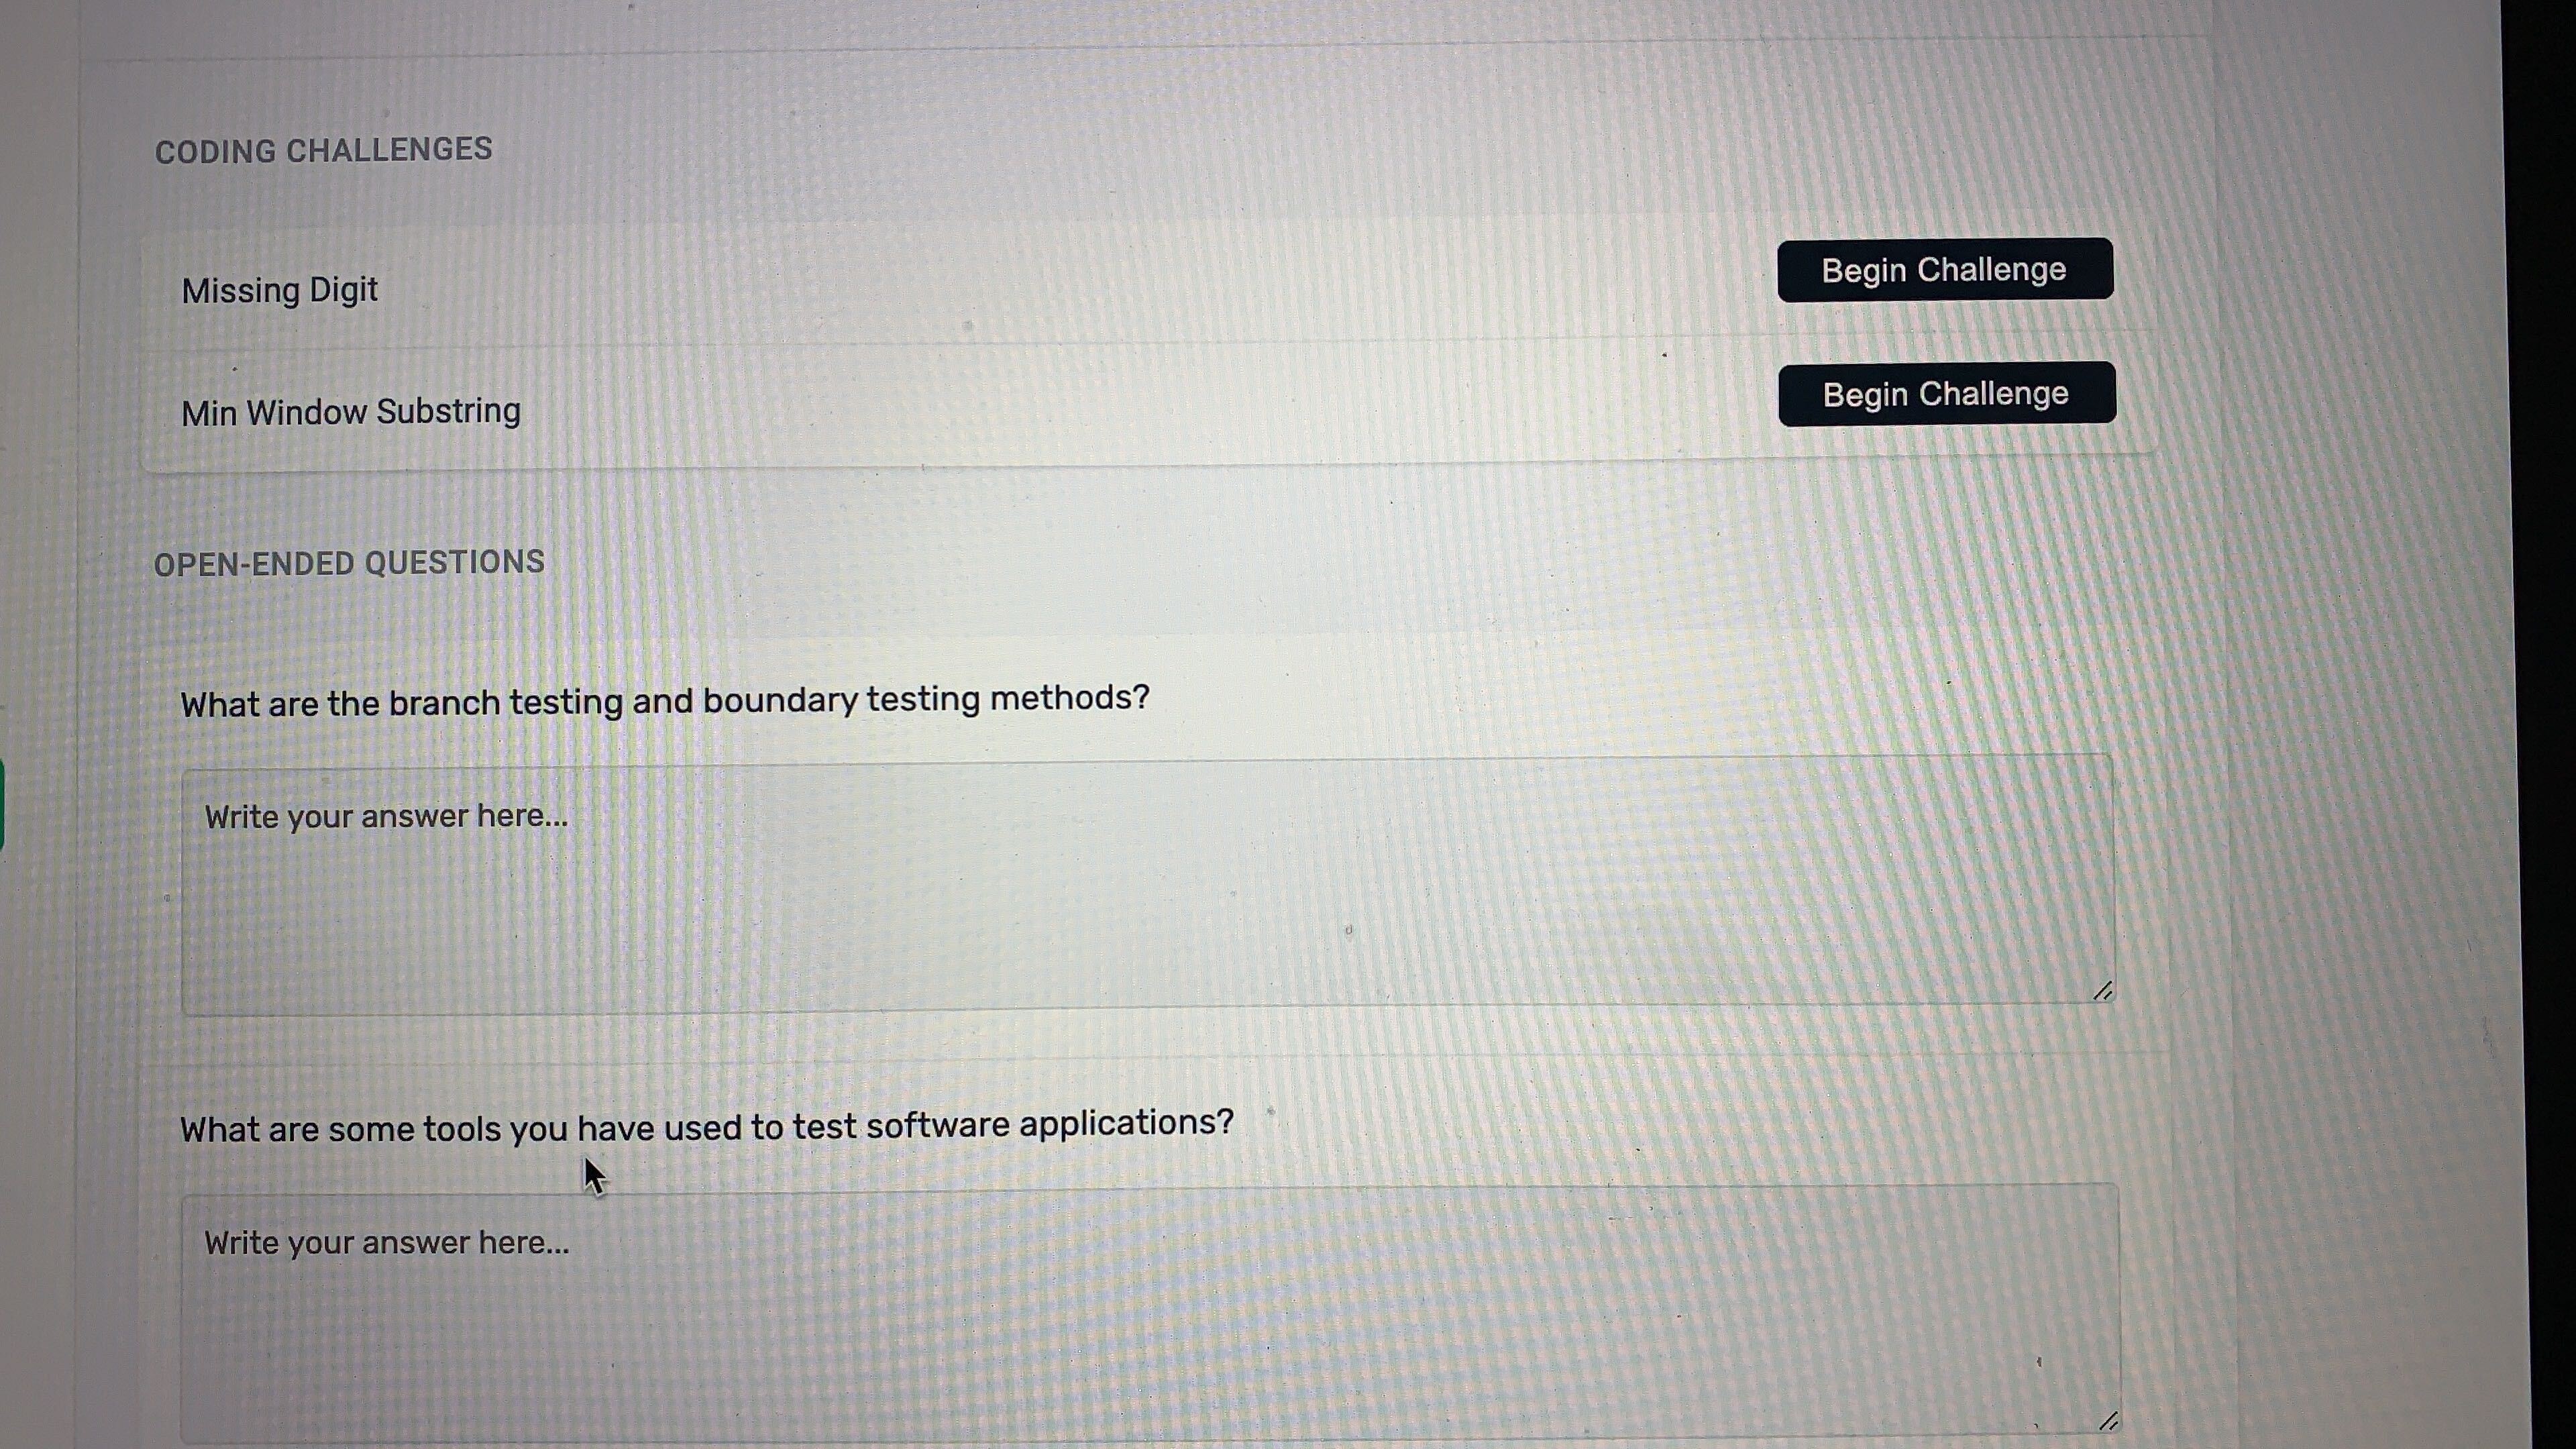 CODING CHALLENGES
Missing Digit
Begin Challenge
Min Window Substring
Begin Challenge
OPEN-ENDED QUESTIONS
What are the branch testing and boundary testing methods?
Write your answer here...
What are some tools you have used to test software applications?
Write your answer here...